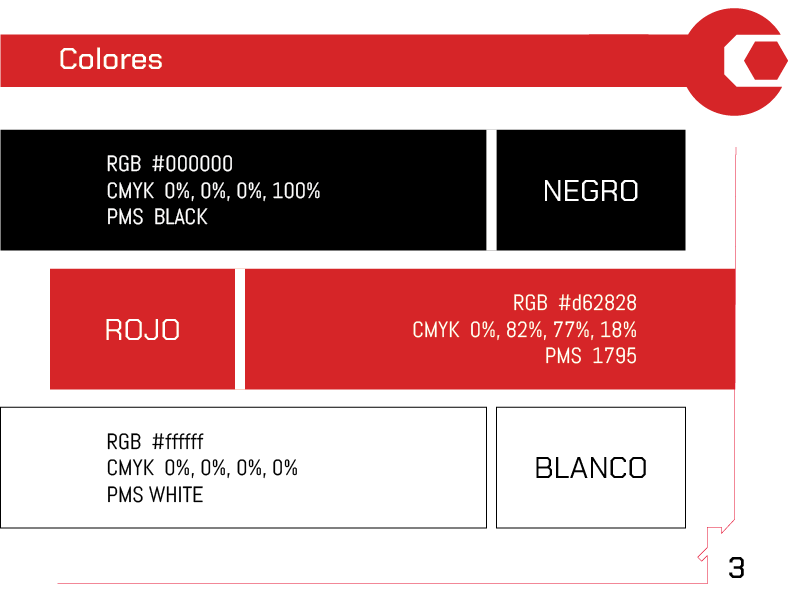 Colores
RGB #000000
CMYK 0%, 0%, 0%, 100%
PMS BLACK
NEGRO
ROJO
RGB #d62828
CMYK 0%, 82%, 77%, 18%
PMS 1795
RGB #ffffff
CMYK 0%, 0%, 0%, 0%
PMS WHITE
BLANCO
3